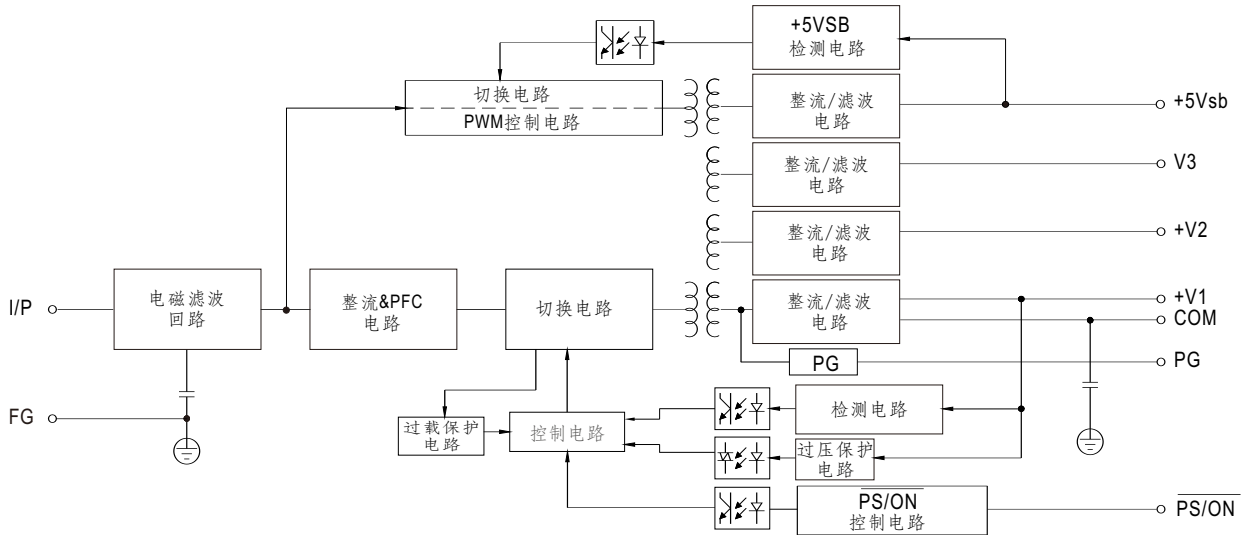 +5VSB
检测电路
切换电路
PWM控制电路
整流/滤波
电路
+5Vsb
整流/滤波
电路
V3
整流/滤波
电路
+V2
I/P
电磁滤波
回路
整流&PFC
电路
切换电路
整流/滤波
电路
+V1
COM
PG
PG
FG
过载保护
电路
控制电路
检测电路
过压保护
电路
PS/ON
控制电路
PS/ON